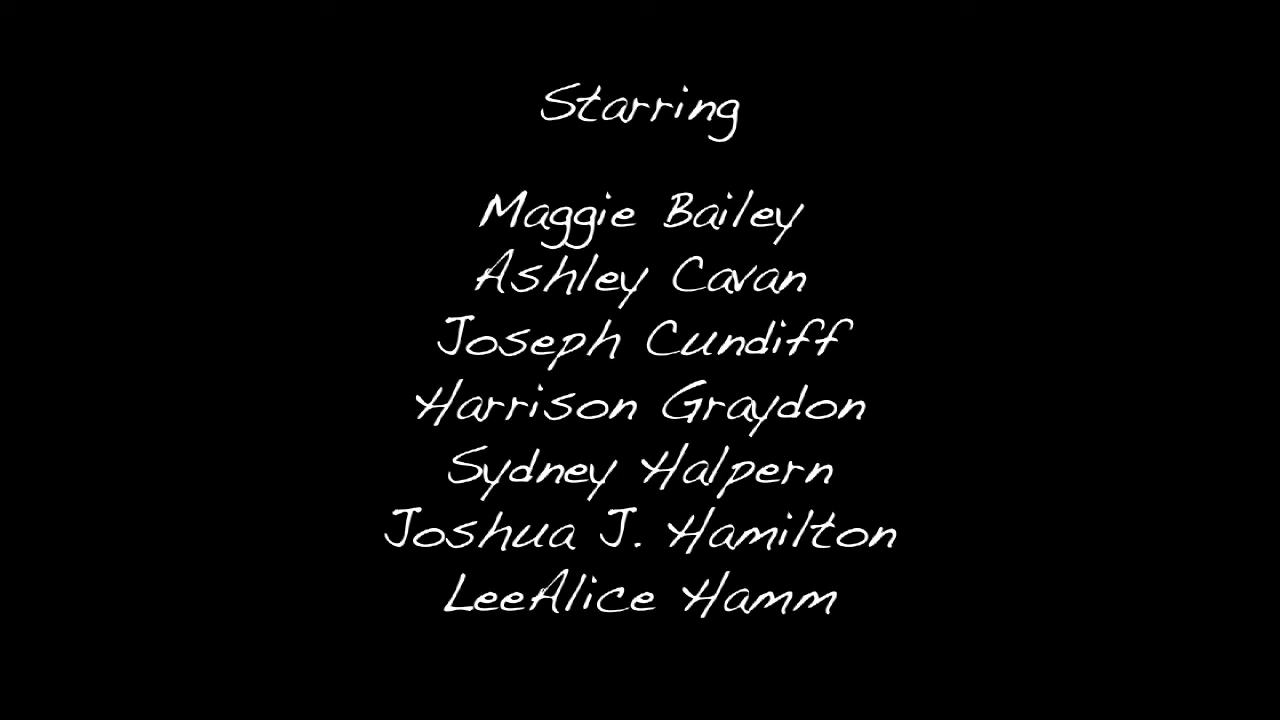 Starring
Maggie Bailey
Ashley Cavan
Joseph Cundiff
Harrison Graydon
Sydney Halpern
Joshua J. Hamilton
LeeAlice Hamm